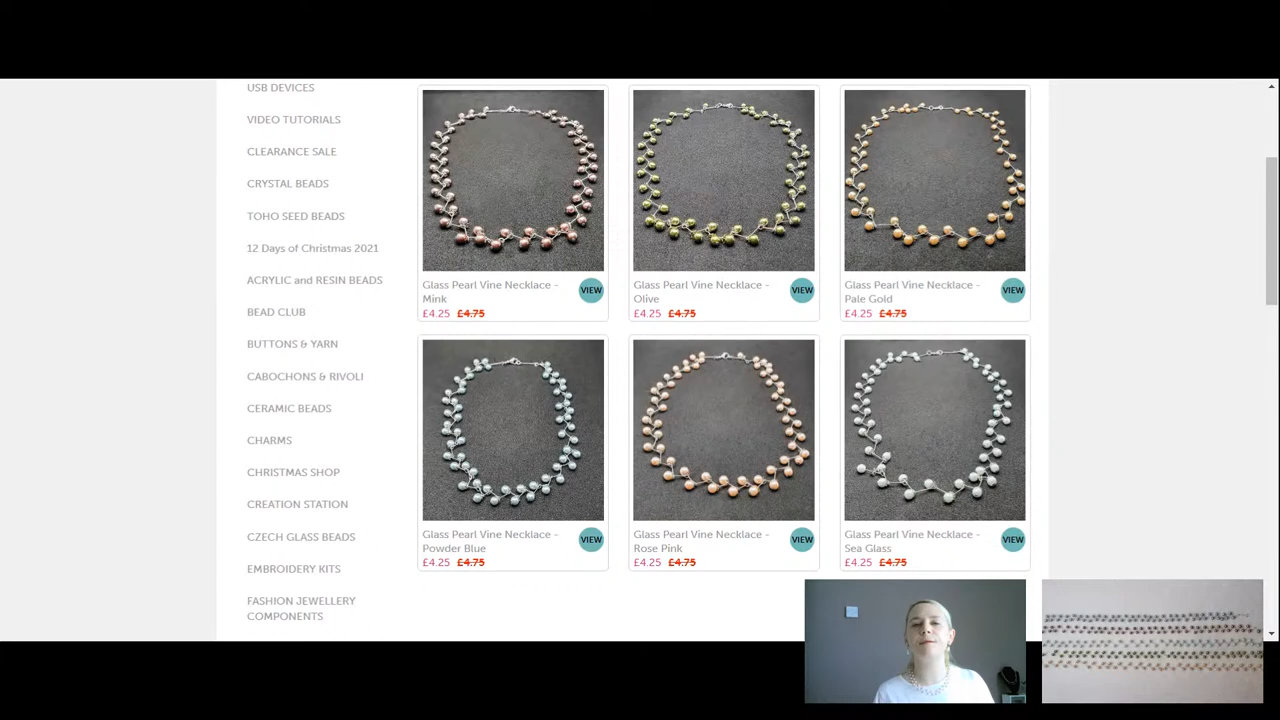 USB DEVICES
VIDEO TUTORIALS
CLEARANCE SALE
CRYSTAL BEADS
TOHO SEED BEADS
12 Days of Christmas 2021
ACRYLIC and RESIN BEADS
BEAD CLUB
BUTTONS & YARN
CABOCHONS & RIVOLI
CERAMIC BEADS
CHARMS
CHRISTMAS SHOP
CREATION STATION
CZECH GLASS BEADS
EMBROIDERY KITS
FASHION JEWELLERY
COMPONENTS
Glass Pearl Vine Necklace -
Mink
£4.25 £4.75
VIEW
Glass Pearl Vine Necklace -
Olive
£4.25 £4.75
VIEW
Glass Pearl Vine Necklace -
Pale Gold
£4.25 £4.75
VIEW
Glass Pearl Vine Necklace -
Powder Blue
£4.25 £4.75
VIEW
Glass Pearl Vine Necklace -
Rose Pink
£4.25 £4.75
VIEW
Glass Pearl Vine Necklace -
Sea Glass
£4.25 £4.75
VIEW